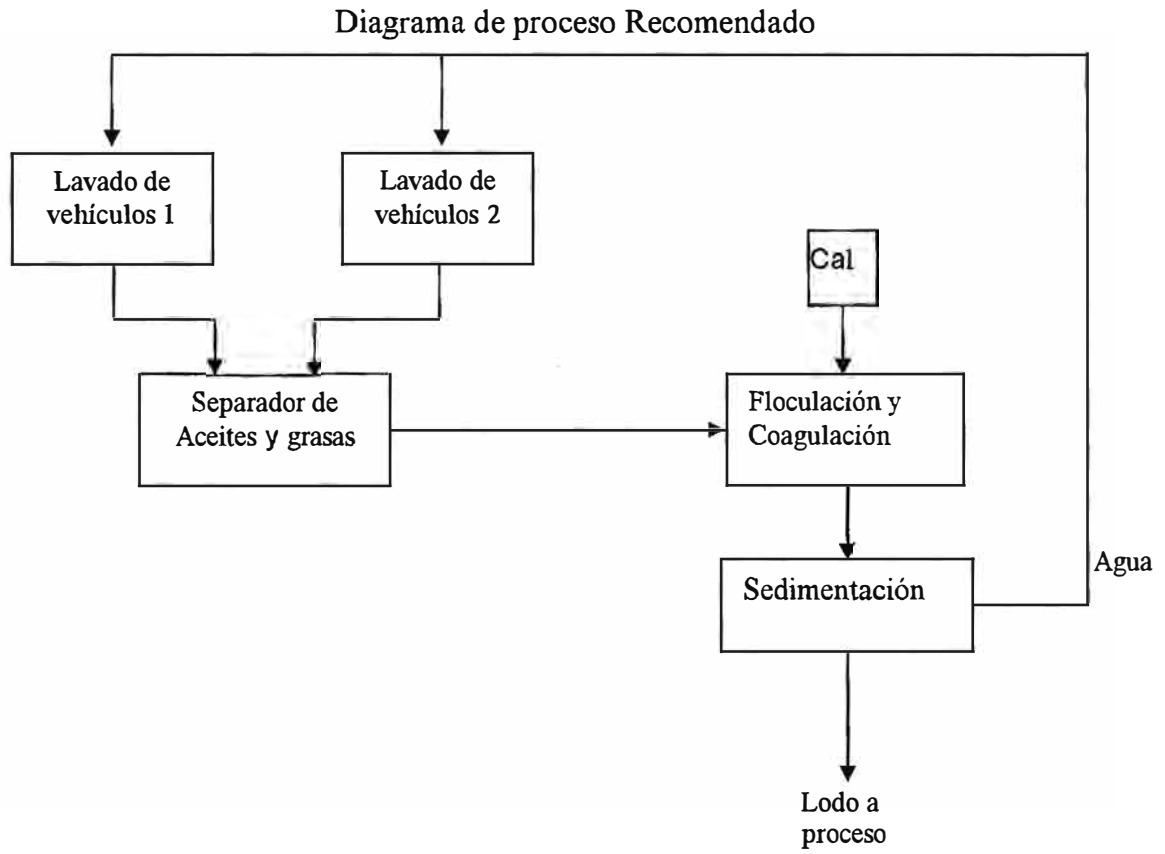 Diagrama de proceso Recomendado
Lavado de
vehículos 1
Lavado de
vehículos 2
Cal
Separador de
Aceites y grasas
Floculación y
Coagulación
Agua
Sedimentación
Lodo a
proceso